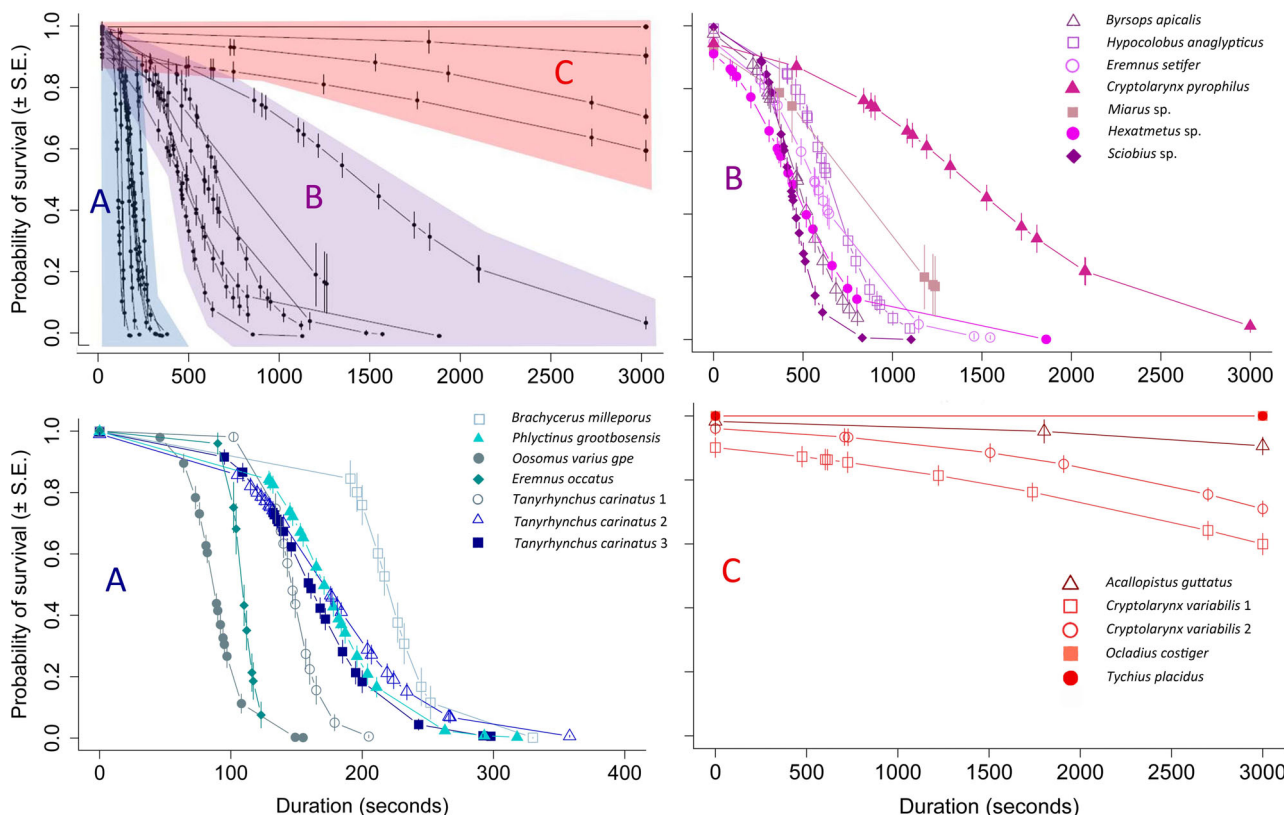 Probability of survival (± S.E.)
1.0
0.8
0.6
0.4
0.2
0.0
A
B
C
0 500 1000 1500 2000 2500 3000
B
Byrsops apicalis
Hypocolobus anaglypticus
Eremnus setifer
Cryptolarynx pyrophilus
Miarus sp.
Hexatmetus sp.
Sciobius sp.
0 500 1000 1500 2000 2500 3000
Probability of survival (± S.E.)
1.0
0.8
0.6
0.4
0.2
0.0
A
Brachycerus milleporus
Phlyctinus grootbosensis
Oosomus varius gpe
Eremnus occatus
Tanyrhynchus carinatus 1
Tanyrhynchus carinatus 2
Tanyrhynchus carinatus 3
0 100 200 300 400
Duration (seconds)
C
Acallopistus guttatus
Cryptolarynx variabilis 1
Cryptolarynx variabilis 2
Ocladius costiger
Tychius placidus
0 500 1000 1500 2000 2500 3000
Duration (seconds)